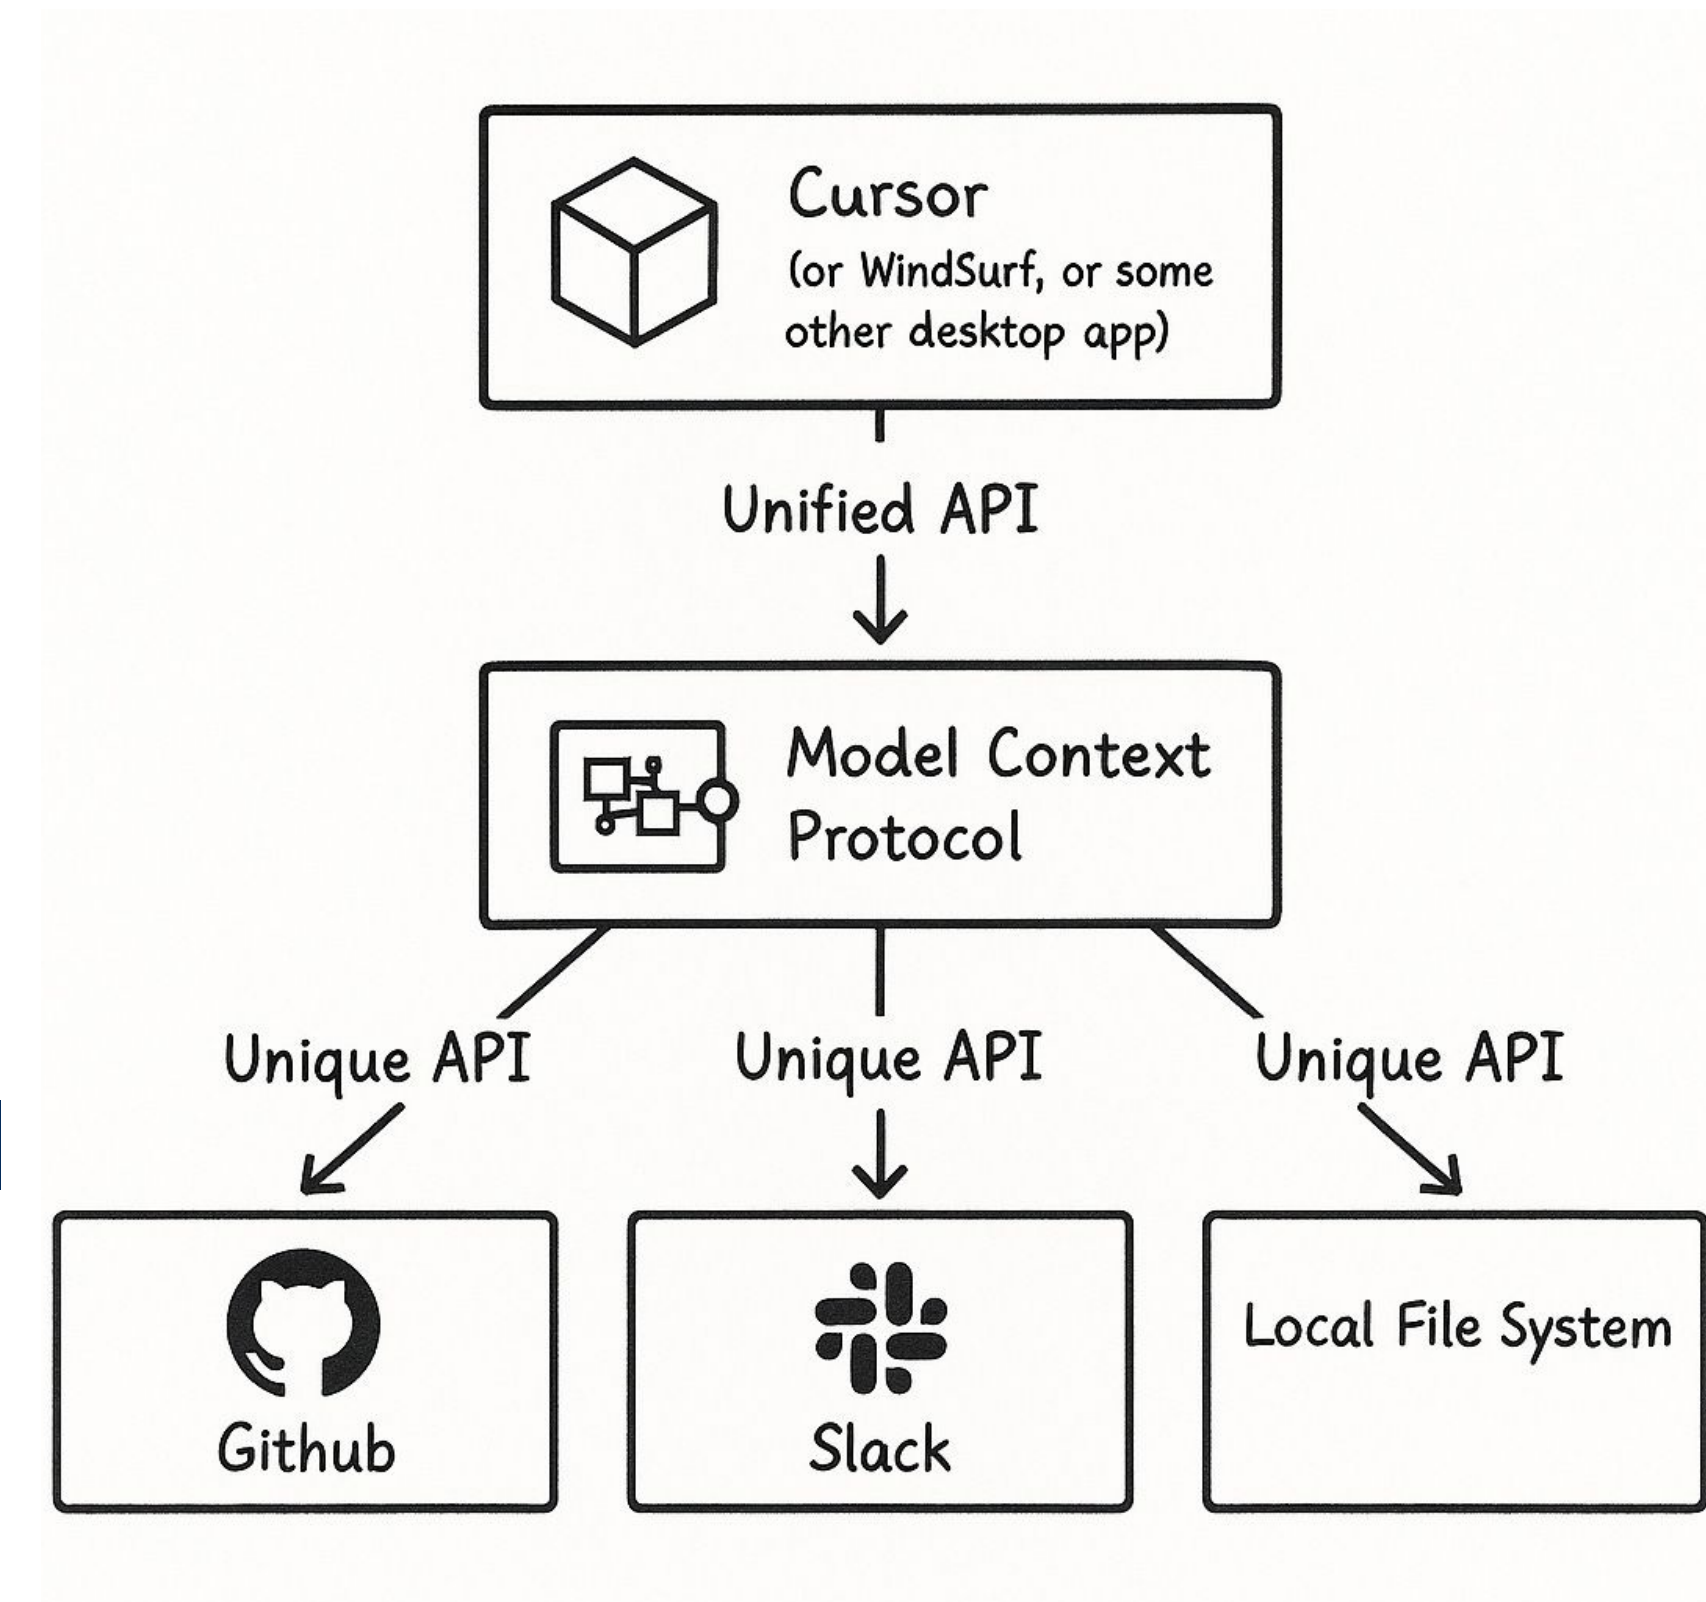 Cursor
(or WindSurf, or some
other desktop app)
Unified API
Model Context
Protocol
Unique API
Unique API
Unique API
Github
Slack
Local File System